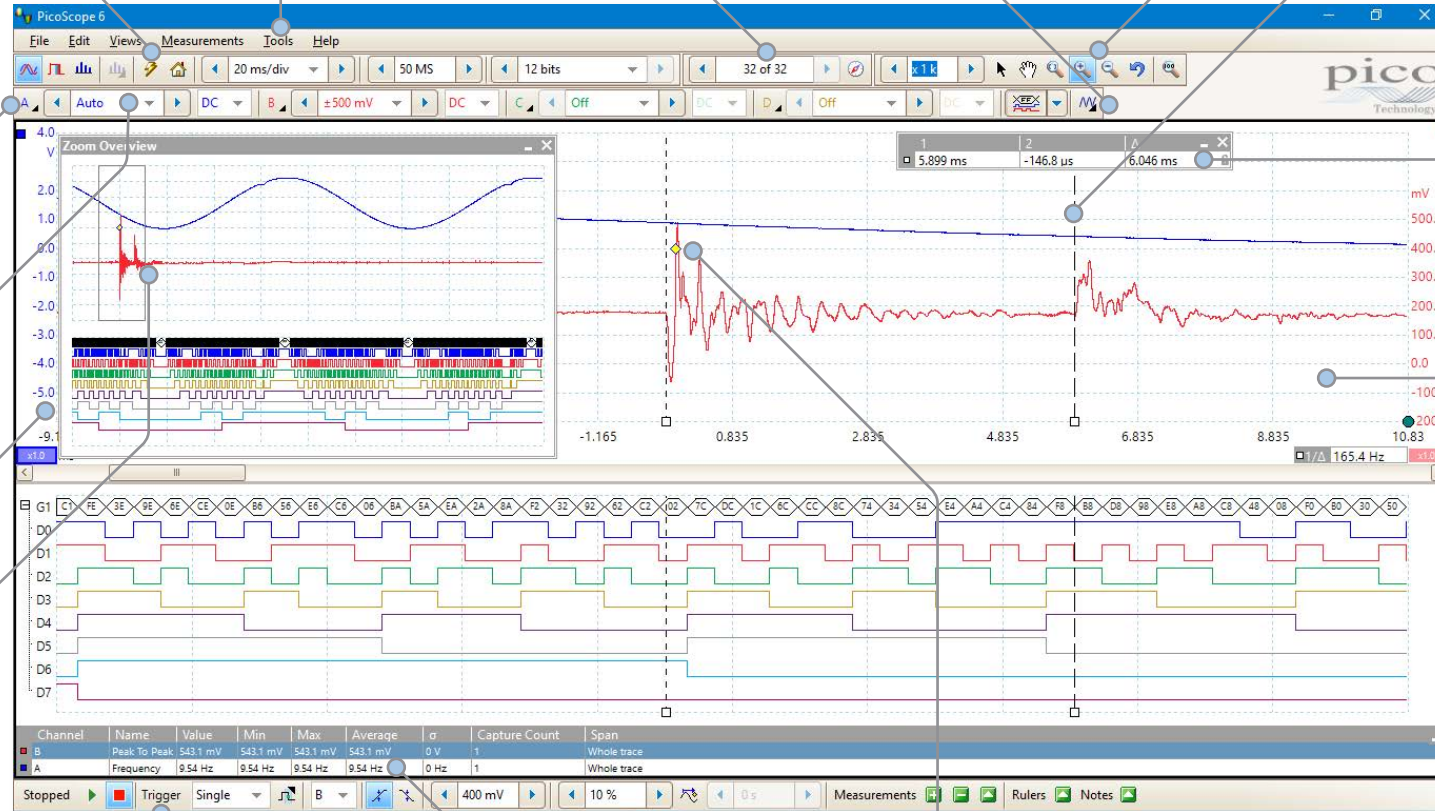 PicoScope 6
File Edit Views Measurements Tools Help
20 ms/div 50 MS 12 bits 32 of 32 x1 k
pico
Technology
A Auto DC B ±500 mV DC C Off DC D Off DC
4.0
V
2.0
1.0
0.0
-1.0
-2.0
-3.0
-4.0
-5.0
Zoom Overview
1 2 Δ
5.899 ms -146.8 µs 6.046 ms
mV
500.
400.
300.
200.
100.
0.0
-100
200
-9.1 -1.165 0.835 2.835 4.835 6.835 8.835 10.83
x1.0 1/Δ 165.4 Hz x1.0
G1 C1 FE 3E 9E 6E CE 0E B6 56 E6 C6 06 BA 5A EA 2A 8A F2 32 92 62 C2 02 7C DC 1C 6C CC 8C 74 34 54 E4 A4 C4 84 F8 B8 D8 98 E8 A8 C8 48 08 F0 B0 30 50
D0
D1
D2
D3
D4
D5
D6
D7
Channel Name Value Min Max Average σ Capture Count Span
B Peak To Peak 543.1 mV 543.1 mV 543.1 mV 543.1 mV 0 V 1 Whole trace
A Frequency 9.54 Hz 9.54 Hz 9.54 Hz 9.54 Hz 0 Hz 1 Whole trace
Stopped Trigger Single B 400 mV 10 % 0 s Measurements Rulers Notes